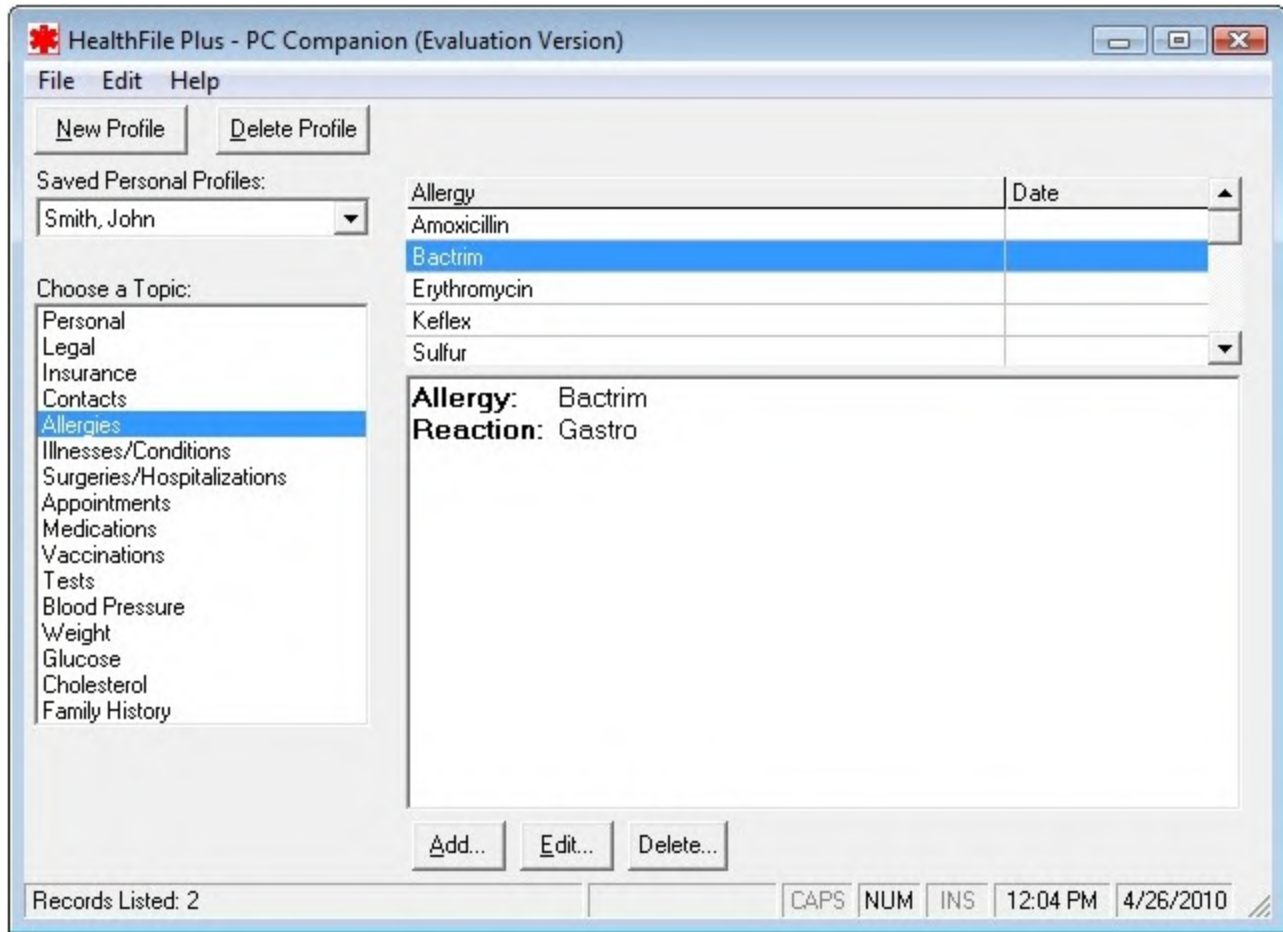 HealthFile Plus - PC Companion (Evaluation Version)
File Edit Help
New Profile Delete Profile
Saved Personal Profiles:
Smith, John
Choose a Topic:
Personal
Legal
Insurance
Contacts
Allergies
Illnesses/Conditions
Surgeries/Hospitalizations
Appointments
Medications
Vaccinations
Tests
Blood Pressure
Weight
Glucose
Cholesterol
Family History
Allergy Date
Amoxicillin
Bactrim
Erythromycin
Keflex
Sulfur
Allergy: Bactrim
Reaction: Gastro
Add... Edit... Delete...
Records Listed: 2 CAPS NUM INS 12:04 PM 4/26/2010